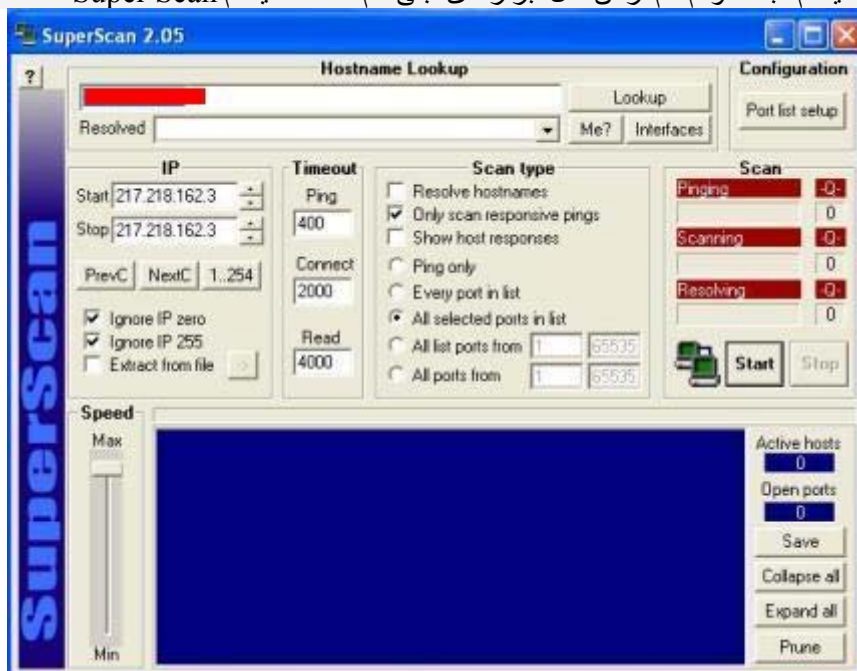 Super Scan
SuperScan 2.05
?
Hostname Lookup
Lookup
Resolved
Me?
Interfaces
Configuration
Port list setup
IP
Start 217.218.162.3
Stop 217.218.162.3
PrevC
NextC
1..254
Ignore IP zero
Ignore IP 255
Extract from file
->
Timeout
Ping
400
Connect
2000
Read
4000
Scan type
Resolve hostnames
Only scan responsive pings
Show host responses
Ping only
Every port in list
All selected ports in list
All list ports from 1 65535
All ports from 1 65535
Scan
Pinging -Q-
0
Scanning -Q-
0
Resolving -Q-
0
Start
Stop
SuperScan
Speed
Max
Min
Active hosts
0
Open ports
0
Save
Collapse all
Expand all
Prune